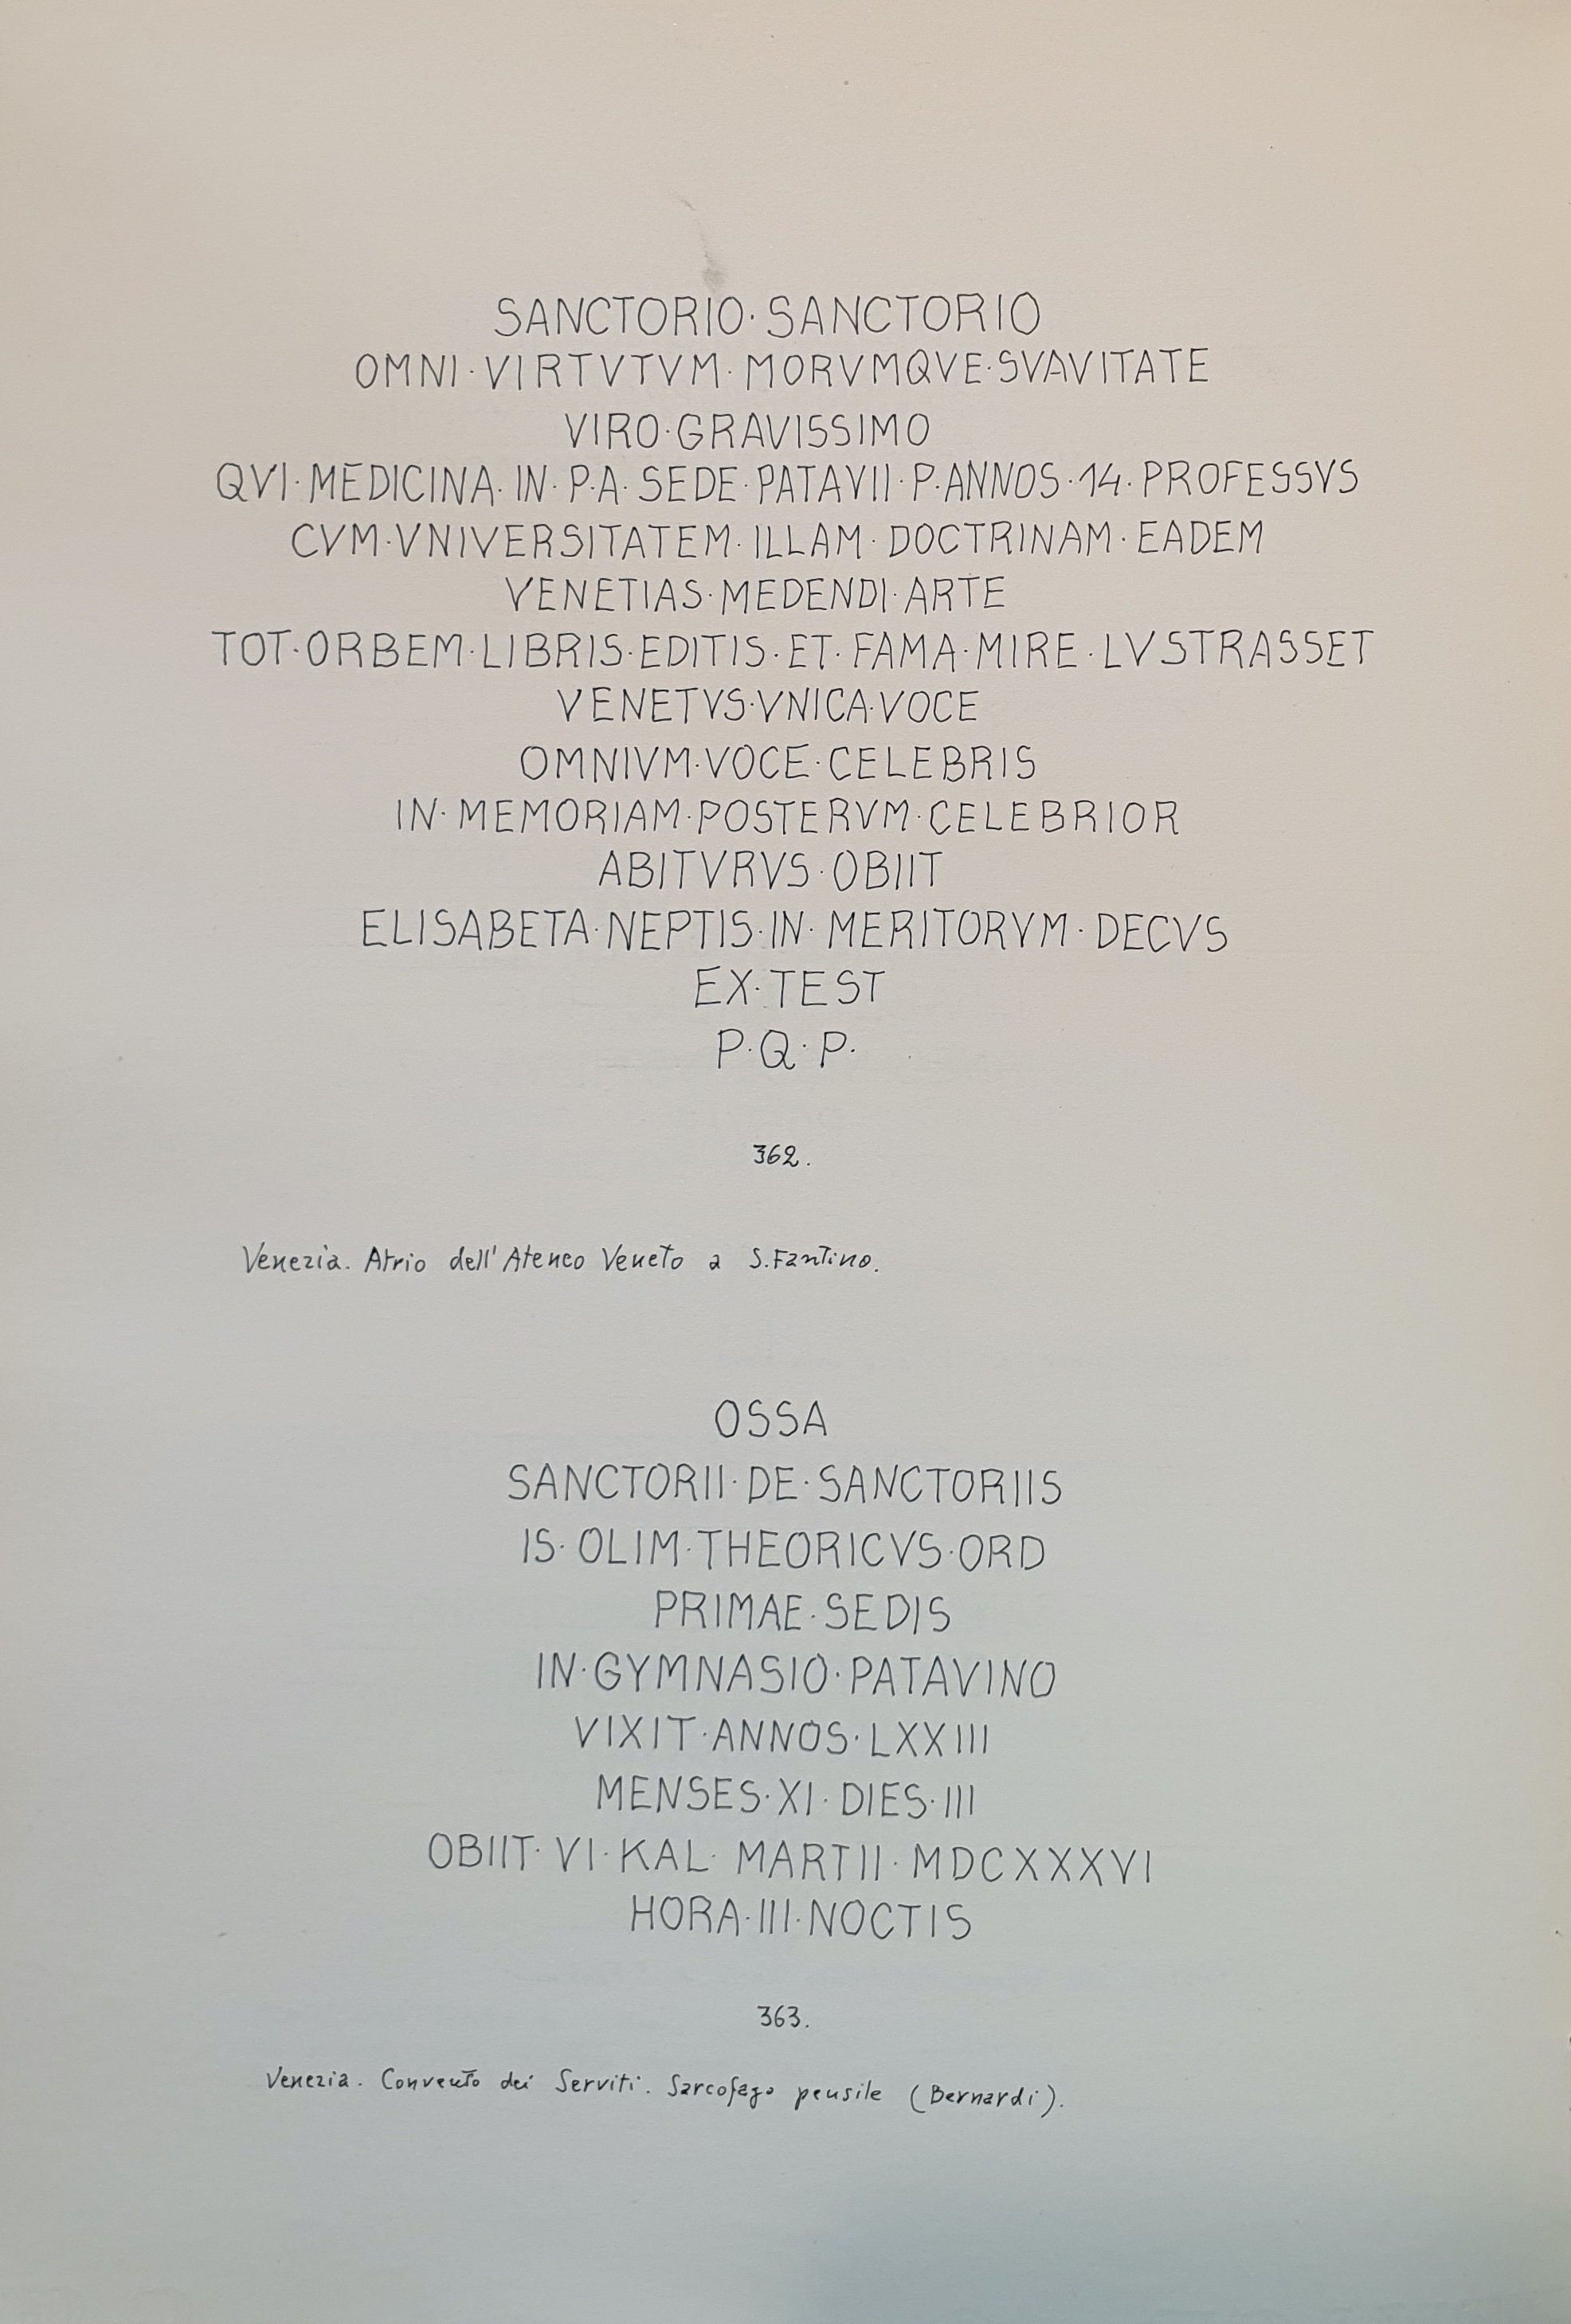 SANCTORIO · SANCTORIO
OMNI · VIRTVTVM · MORVMQVE · SVAVITATE
VIRO · GRAVISSIMO
QVI · MEDICINA · IN · P · A · SEDE · PATAVII · P · ANNOS · 14 · PROFESSVS
CVM · VNIVERSITATEM · ILLAM · DOCTRINAM · EADEM
VENETIAS · MEDENDI · ARTE
TOT · ORBEM · LIBRIS · EDITIS · ET · FAMA · MIRE · LVSTRASSET
VENETVS · VNICA · VOCE
OMNIVM · VOCE · CELEBRIS
IN · MEMORIAM · POSTERVM · CELEBRIOR
ABITVRVS · OBIIT
ELISABETA · NEPTIS · IN · MERITORVM · DECVS
EX · TEST
P · Q · P ·
362.
Venezia. Atrio dell'Ateneo Veneto a S. Fantino.
OSSA
SANCTORII · DE · SANCTORIIS
IS · OLIM · THEORICVS · ORD
PRIMAE · SEDIS
IN · GYMNASIO · PATAVINO
VIXIT · ANNOS · LXXIII
MENSES · XI · DIES · III
OBIIT · VI · KAL · MARTII · MDCXXXVI
HORA · III · NOCTIS
363.
Venezia. Convento dei Serviti. Sarcofago pensile (Bernardi).